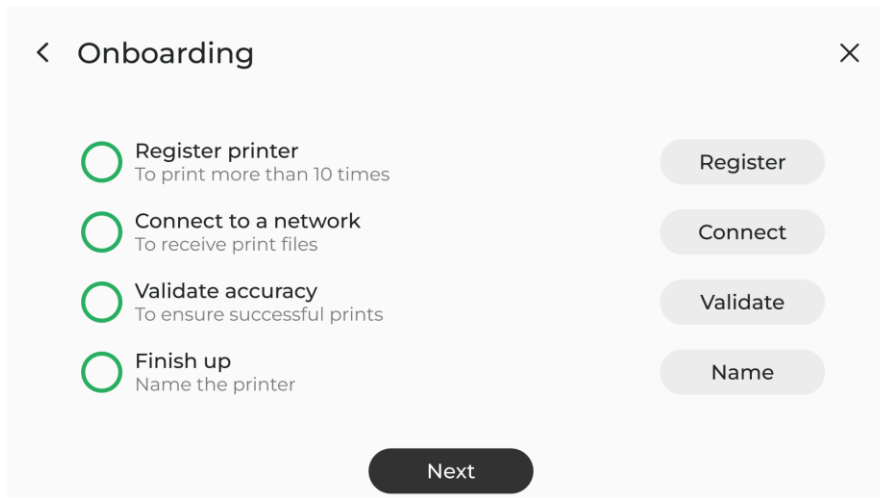 Onboarding
Register printer
To print more than 10 times
Register
Connect to a network
To receive print files
Connect
Validate accuracy
To ensure successful prints
Validate
Finish up
Name the printer
Name
Next